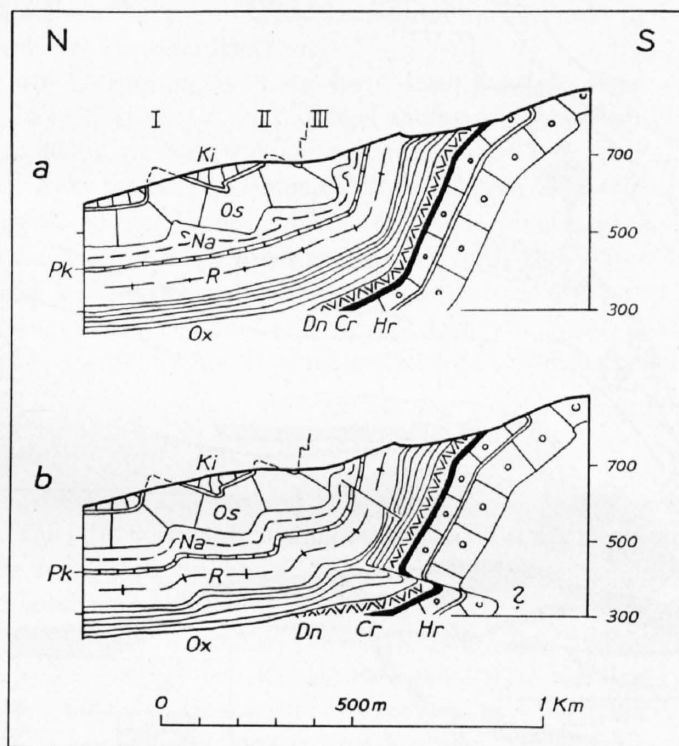 N S
I II III
a Ki 700
Os
Na 500
Pk R
300
Ox Dn Cr Hr
b Ki 700
Os
Na 500
Pk R
? 300
Ox Dn Cr Hr
0 500 m 1 Km